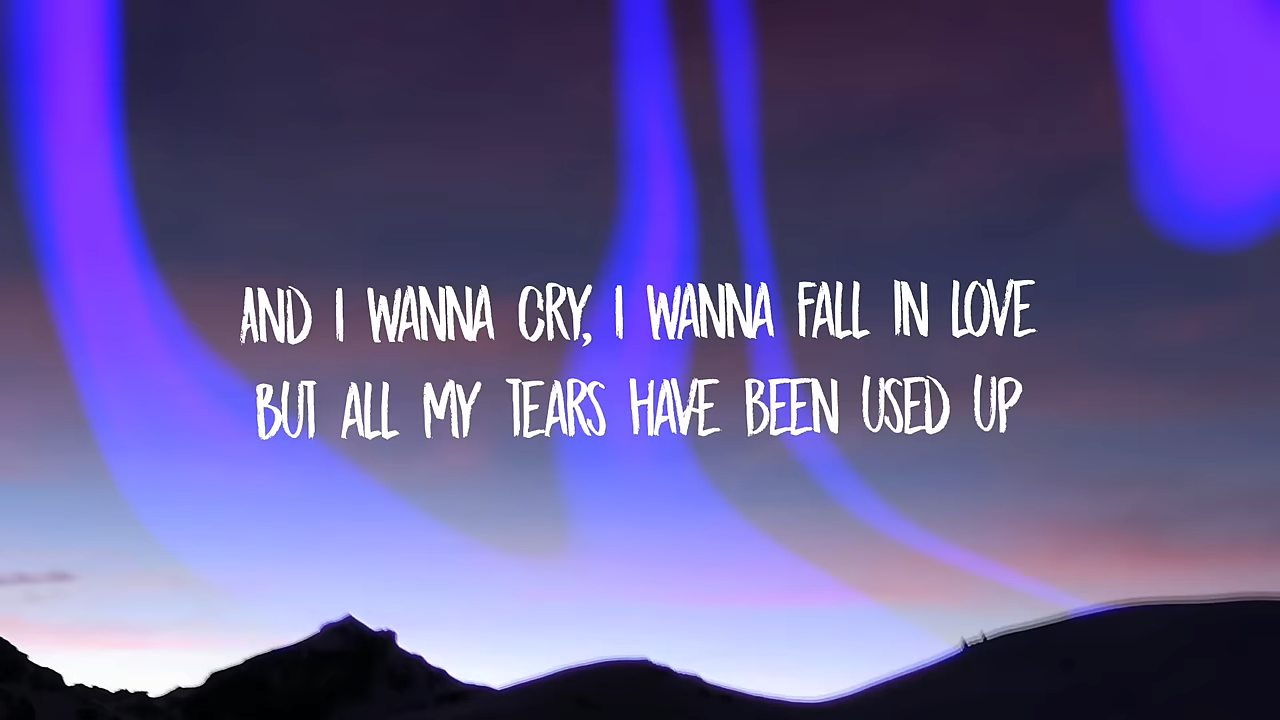 AND I WANNA CRY, I WANNA FALL IN LOVE
BUT ALL MY TEARS HAVE BEEN USED UP